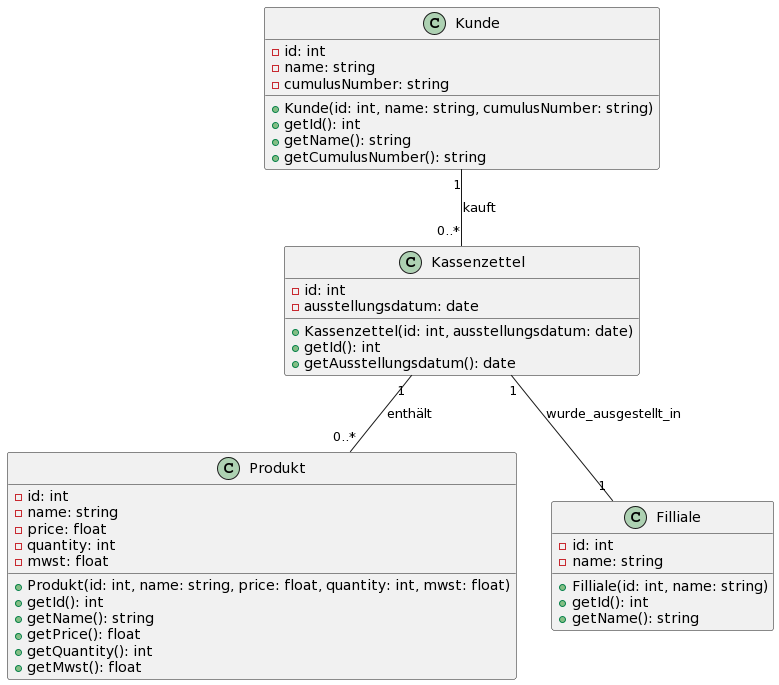 C Kunde
id: int
name: string
cumulusNumber: string
Kunde(id: int, name: string, cumulusNumber: string)
getId(): int
getName(): string
getCumulusNumber(): string
1
kauft
0..*
C Kassenzettel
id: int
ausstellungsdatum: date
Kassenzettel(id: int, ausstellungsdatum: date)
getId(): int
getAusstellungsdatum(): date
1
1
enthält
wurde_ausgestellt_in
0..*
1
C Produkt
id: int
name: string
price: float
quantity: int
mwst: float
Produkt(id: int, name: string, price: float, quantity: int, mwst: float)
getId(): int
getName(): string
getPrice(): float
getQuantity(): int
getMwst(): float
C Filliale
id: int
name: string
Filliale(id: int, name: string)
getId(): int
getName(): string